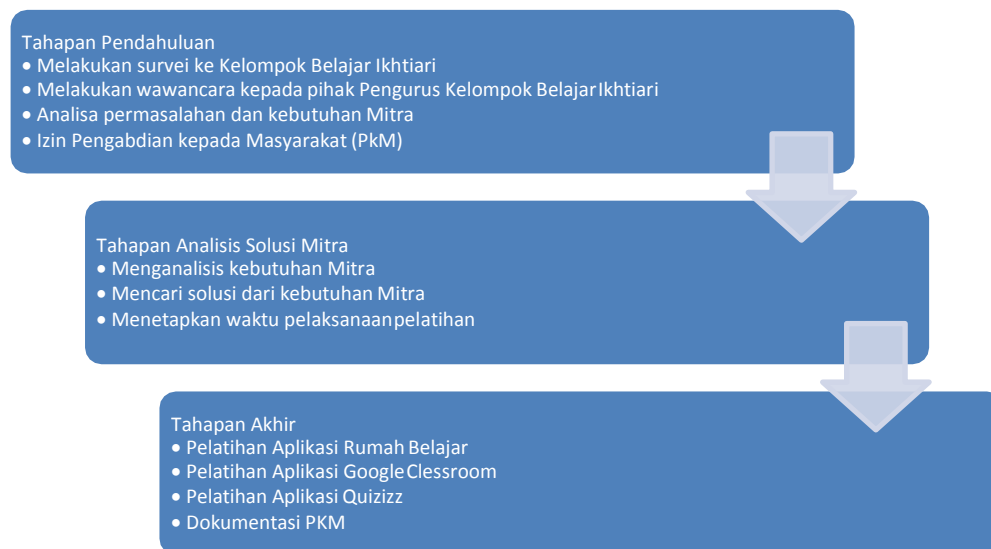 Tahapan Pendahuluan
• Melakukan survei ke Kelompok Belajar Ikhtiari
• Melakukan wawancara kepada pihak Pengurus Kelompok Belajar Ikhtiari
• Analisa permasalahan dan kebutuhan Mitra
• Izin Pengabdian kepada Masyarakat (PkM)
Tahapan Analisis Solusi Mitra
• Menganalisis kebutuhan Mitra
• Mencari solusi dari kebutuhan Mitra
• Menetapkan waktu pelaksanaan pelatihan
Tahapan Akhir
• Pelatihan Aplikasi Rumah Belajar
• Pelatihan Aplikasi Google Clessroom
• Pelatihan Aplikasi Quizizz
• Dokumentasi PKM